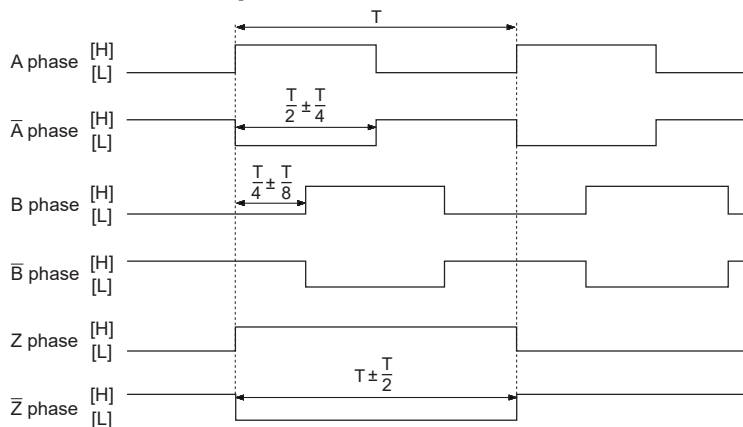 T
A phase [H]
[L]
A̅ phase [H]
[L]
T/2 ± T/4
B phase [H]
[L]
T/4 ± T/8
B̅ phase [H]
[L]
Z phase [H]
[L]
Z̅ phase [H]
[L]
T ± T/2